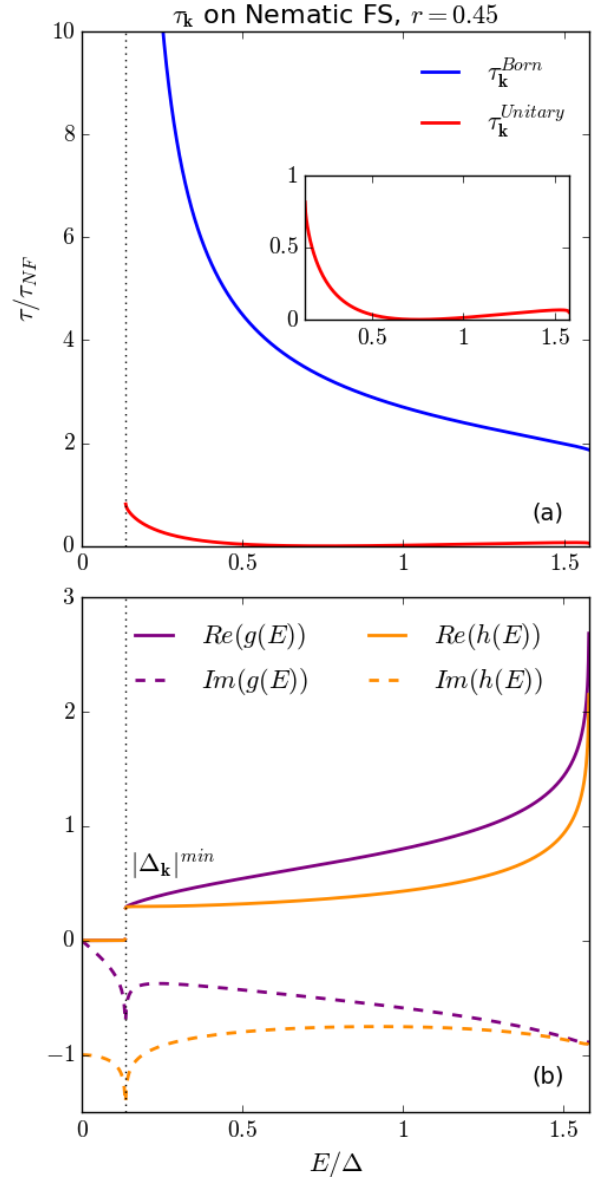 τ_k on Nematic FS, r = 0.45
10
8
6
4
2
0
τ/τ_{NF}
τ_k^{Born}
τ_k^{Unitary}
1
0.5
0
0.5 1 1.5
(a)
0 0.5 1 1.5
3
2
1
0
−1
Re(g(E)) Re(h(E))
Im(g(E)) Im(h(E))
|Δ_k|^{min}
(b)
0 0.5 1 1.5
E/Δ